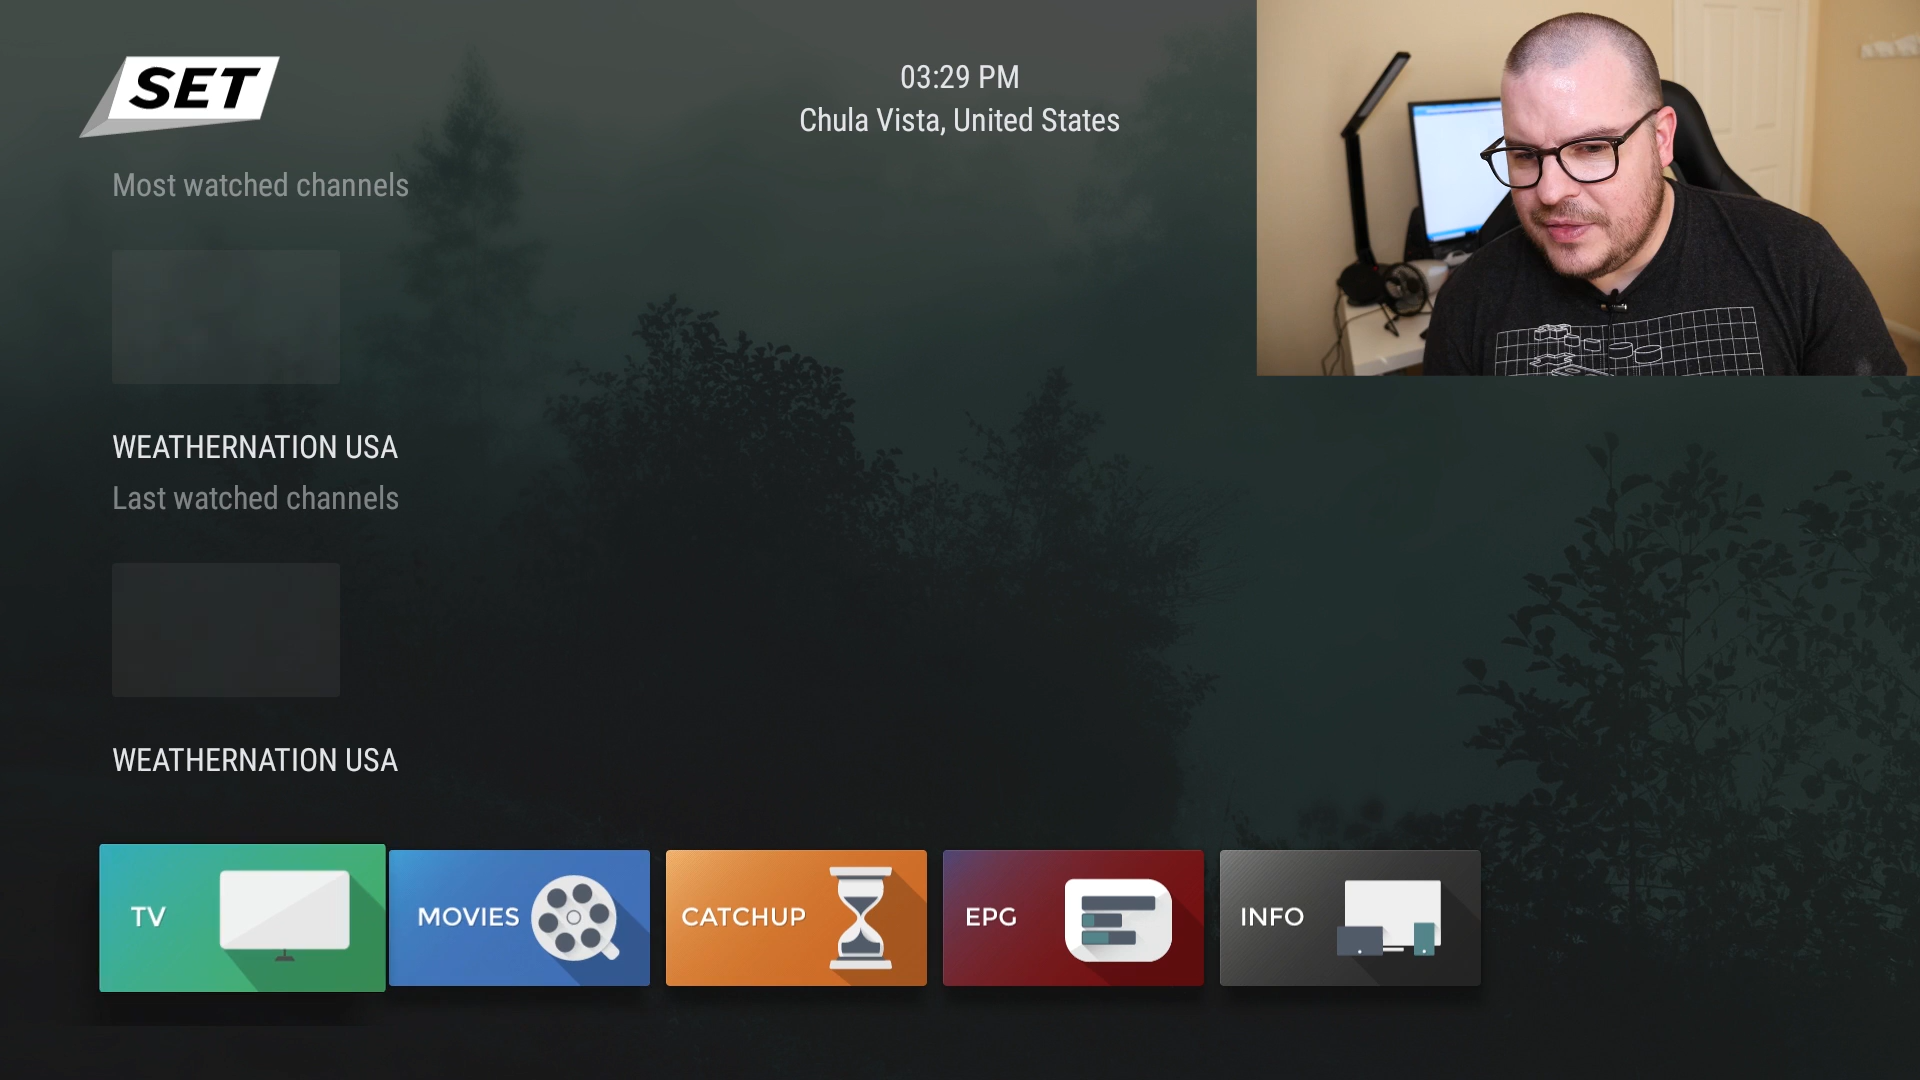 SET
03:29 PM
Chula Vista, United States
Most watched channels
WEATHERNATION USA
Last watched channels
WEATHERNATION USA
TV
MOVIES
CATCHUP
EPG
INFO